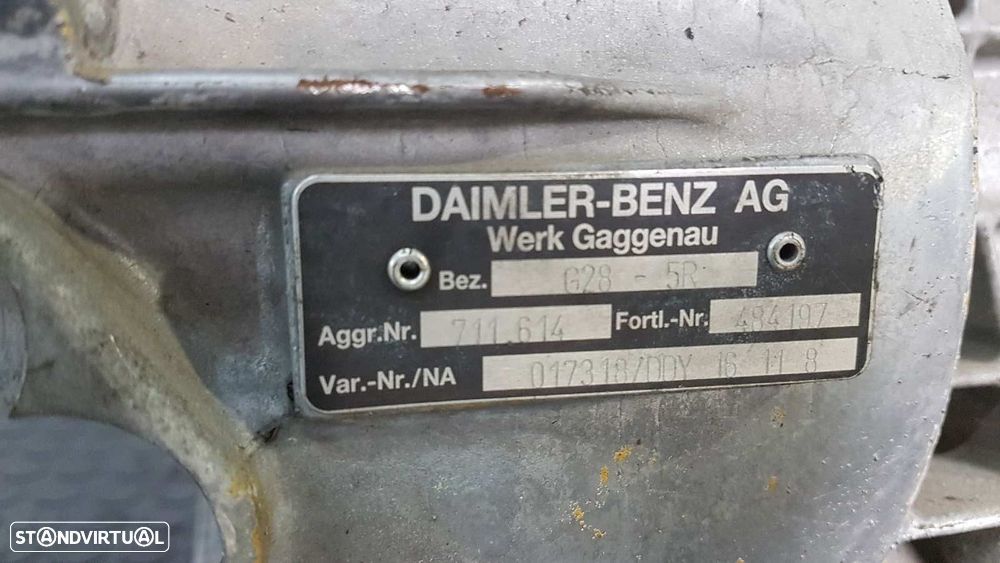 DAIMLER-BENZ AG
Werk Gaggenau
Bez. G28 - 5R
Aggr.Nr. 711.614 Fortl.-Nr. 484197
Var.-Nr./NA 017318/DDY 16 11 8
STANDVIRTUAL